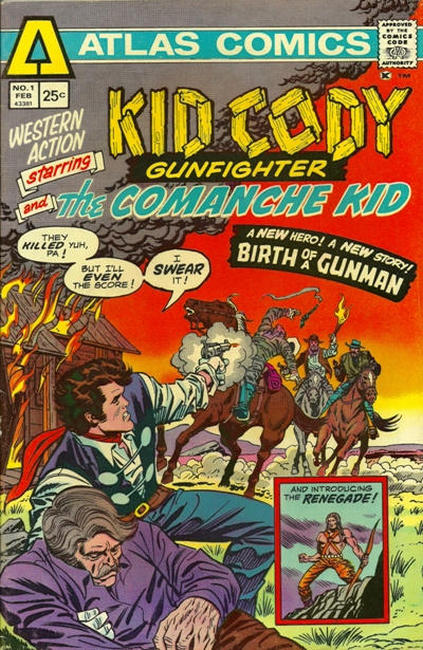 A
ATLAS COMICS
APPROVED
BY THE
COMICS
CODE
AUTHORITY
TM
NO. 1
FEB
43381
25¢
WESTERN
ACTION
starring
KID CODY
GUNFIGHTER
and The COMANCHE KID
A NEW HERO! A NEW STORY!
BIRTH OF A GUNMAN
THEY
KILLED YUH,
PA!
BUT I'LL
EVEN
THE SCORE!
I
SWEAR
IT!
AND INTRODUCING
THE RENEGADE!